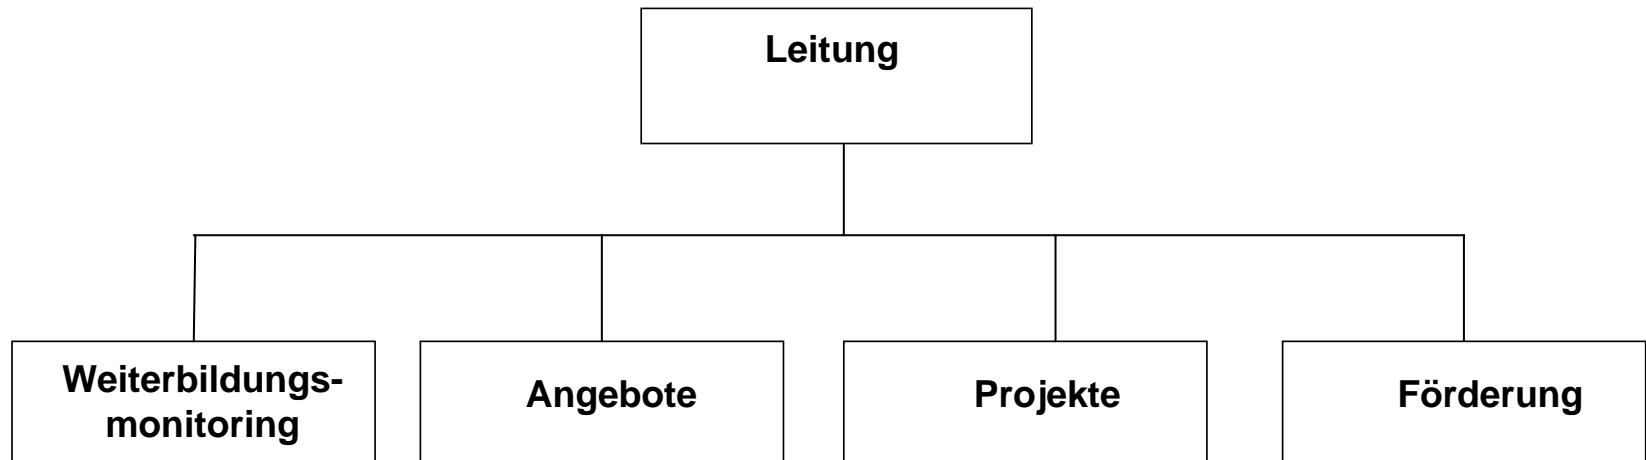 Leitung
Weiterbildungs-
monitoring
Angebote
Projekte
Förderung